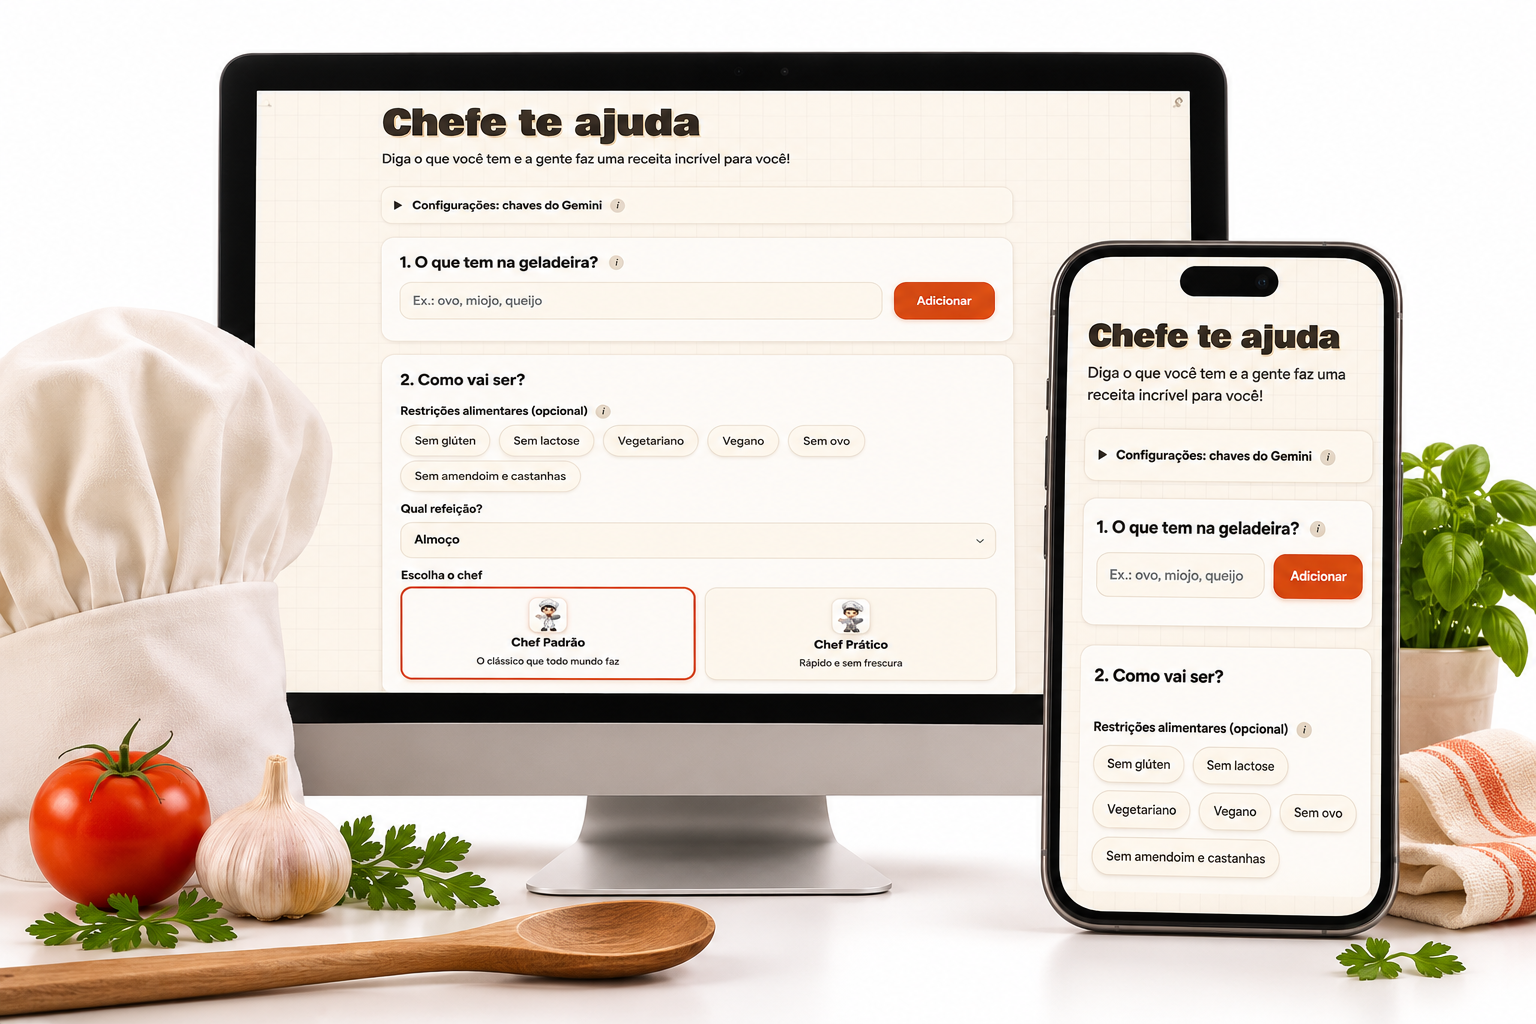 Chefe te ajuda
Diga o que você tem e a gente faz uma receita incrível para você!
Configurações: chaves do Gemini i
1. O que tem na geladeira? i
Ex.: ovo, miojo, queijo
Adicionar
2. Como vai ser?
Restrições alimentares (opcional) i
Sem glúten
Sem lactose
Vegetariano
Vegano
Sem ovo
Sem amendoim e castanhas
Qual refeição?
Almoço
Escolha o chef
Chef Padrão
O clássico que todo mundo faz
Chef Prático
Rápido e sem frescura
Chefe te ajuda
Diga o que você tem e a gente faz uma
receita incrível para você!
Configurações: chaves do Gemini i
1. O que tem na geladeira? i
Ex.: ovo, miojo, queijo
Adicionar
2. Como vai ser?
Restrições alimentares (opcional) i
Sem glúten
Sem lactose
Vegetariano
Vegano
Sem ovo
Sem amendoim e castanhas